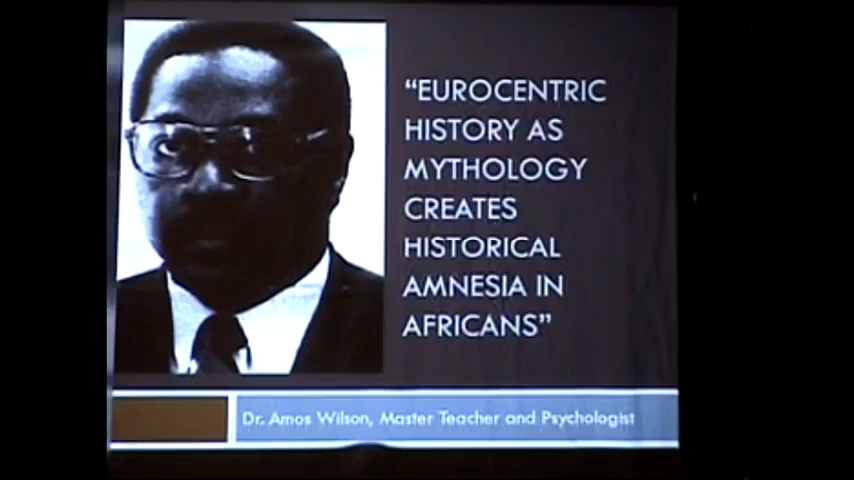 “EUROCENTRIC
HISTORY AS
MYTHOLOGY
CREATES
HISTORICAL
AMNESIA IN
AFRICANS”
Dr. Amos Wilson, Master Teacher and Psychologist